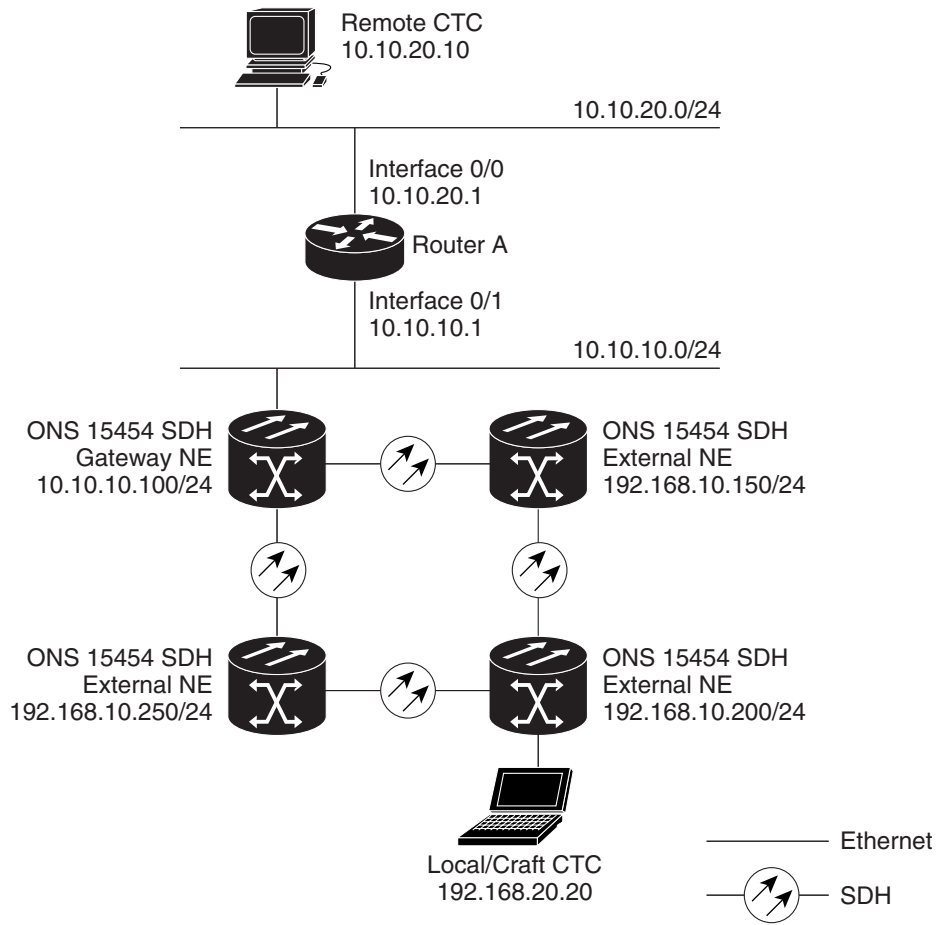 Remote CTC
10.10.20.10
10.10.20.0/24
Interface 0/0
10.10.20.1
Router A
Interface 0/1
10.10.10.1
10.10.10.0/24
ONS 15454 SDH
Gateway NE
10.10.10.100/24
ONS 15454 SDH
External NE
192.168.10.150/24
ONS 15454 SDH
External NE
192.168.10.250/24
ONS 15454 SDH
External NE
192.168.10.200/24
Local/Craft CTC
192.168.20.20
Ethernet
SDH